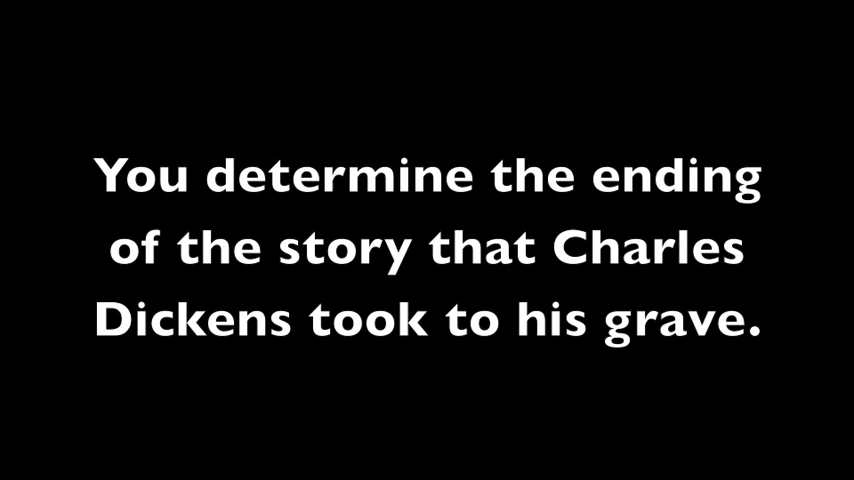 You determine the ending
of the story that Charles
Dickens took to his grave.